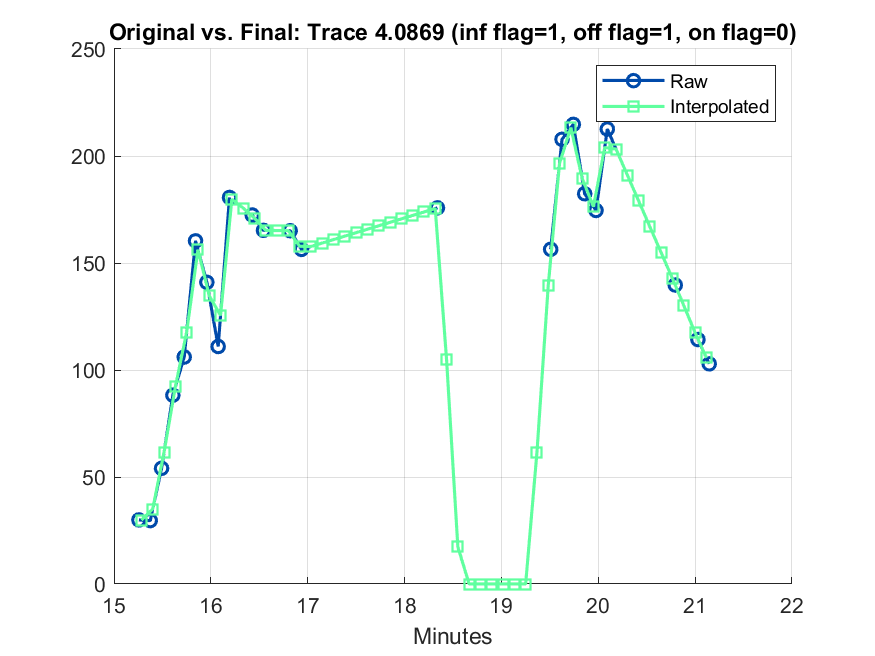 Original vs. Final: Trace 4.0869 (inf flag=1, off flag=1, on flag=0)
250
200
150
100
50
0
Raw
Interpolated
15 16 17 18 19 20 21 22
Minutes